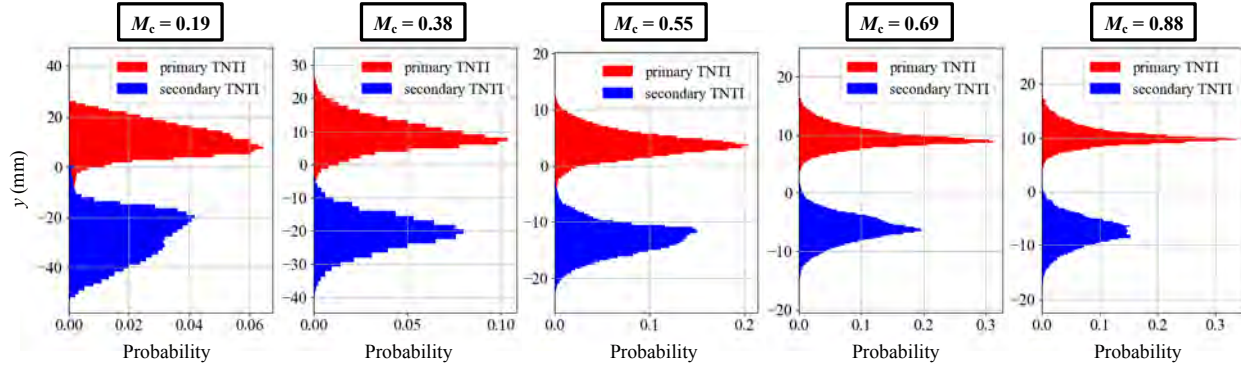 M_c = 0.19
M_c = 0.38
M_c = 0.55
M_c = 0.69
M_c = 0.88
y (mm)
40
20
0
−20
−40
primary TNTI
secondary TNTI
0.00 0.02 0.04 0.06
Probability
30
20
10
0
−10
−20
−30
−40
primary TNTI
secondary TNTI
0.00 0.05 0.10
Probability
20
10
0
−10
−20
primary TNTI
secondary TNTI
0.0 0.1 0.2
Probability
20
10
0
−10
−20
primary TNTI
secondary TNTI
0.0 0.1 0.2 0.3
Probability
20
10
0
−10
−20
primary TNTI
secondary TNTI
0.0 0.1 0.2 0.3
Probability